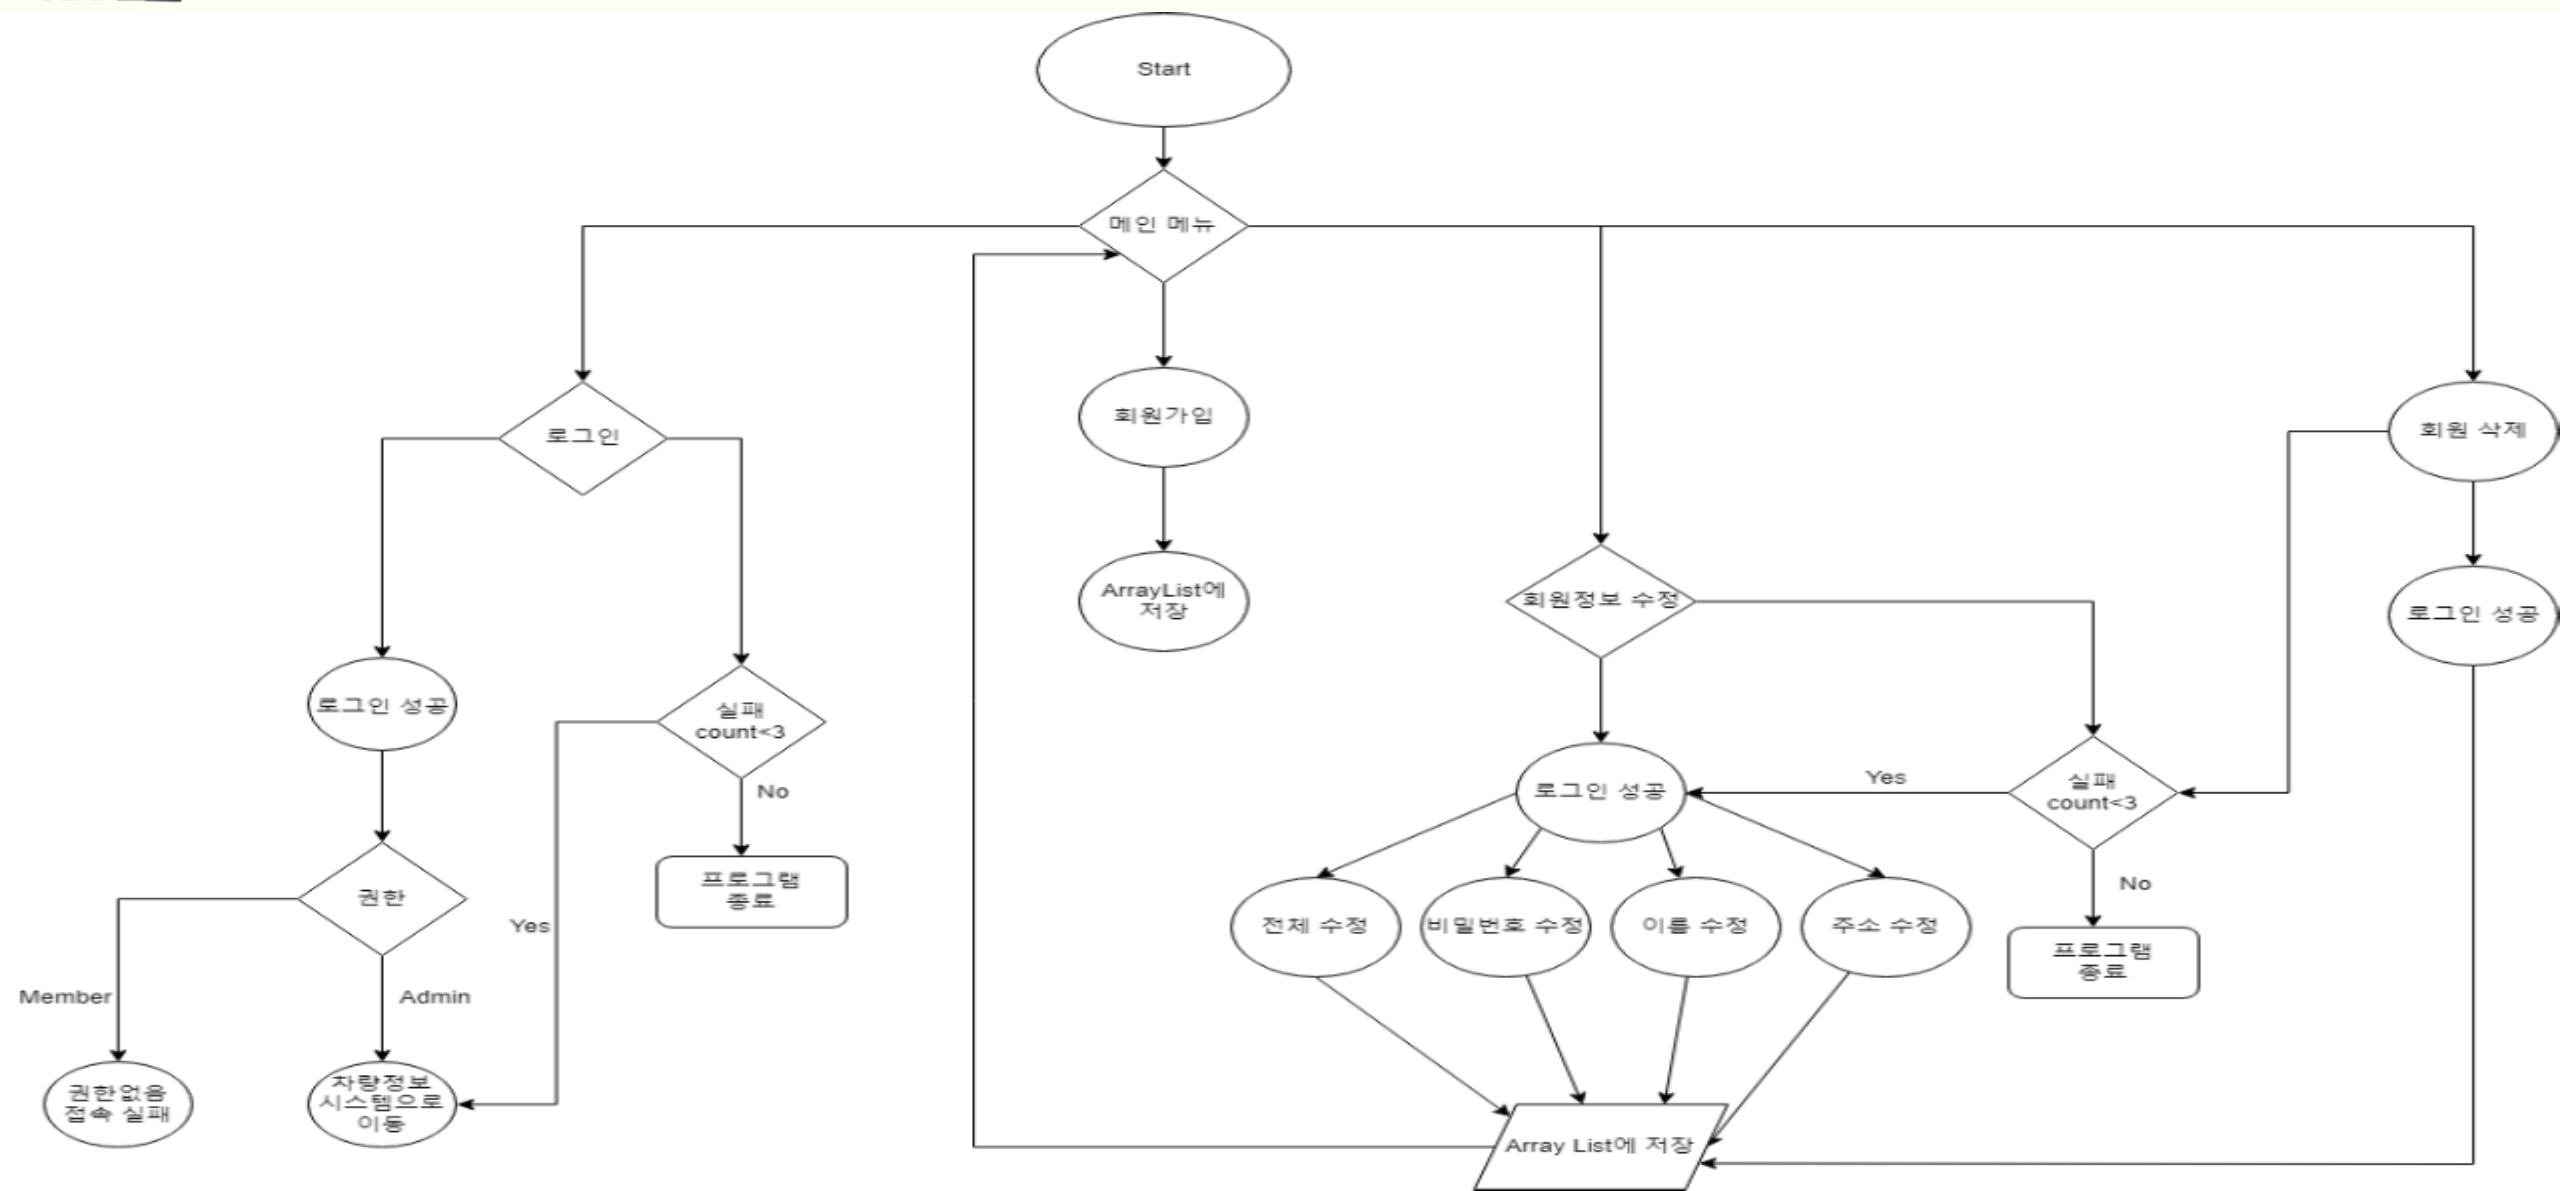 Start
메인 메뉴
로그인
회원가입
회원 삭제
ArrayList에
저장
회원정보 수정
로그인 성공
로그인 성공
실패
count<3
No
프로그램
종료
Yes
권한
Member
Admin
권한없음
접속 실패
차량정보
시스템으로
이동
로그인 성공
Yes
실패
count<3
No
프로그램
종료
전체 수정
비밀번호 수정
이름 수정
주소 수정
Array List에 저장